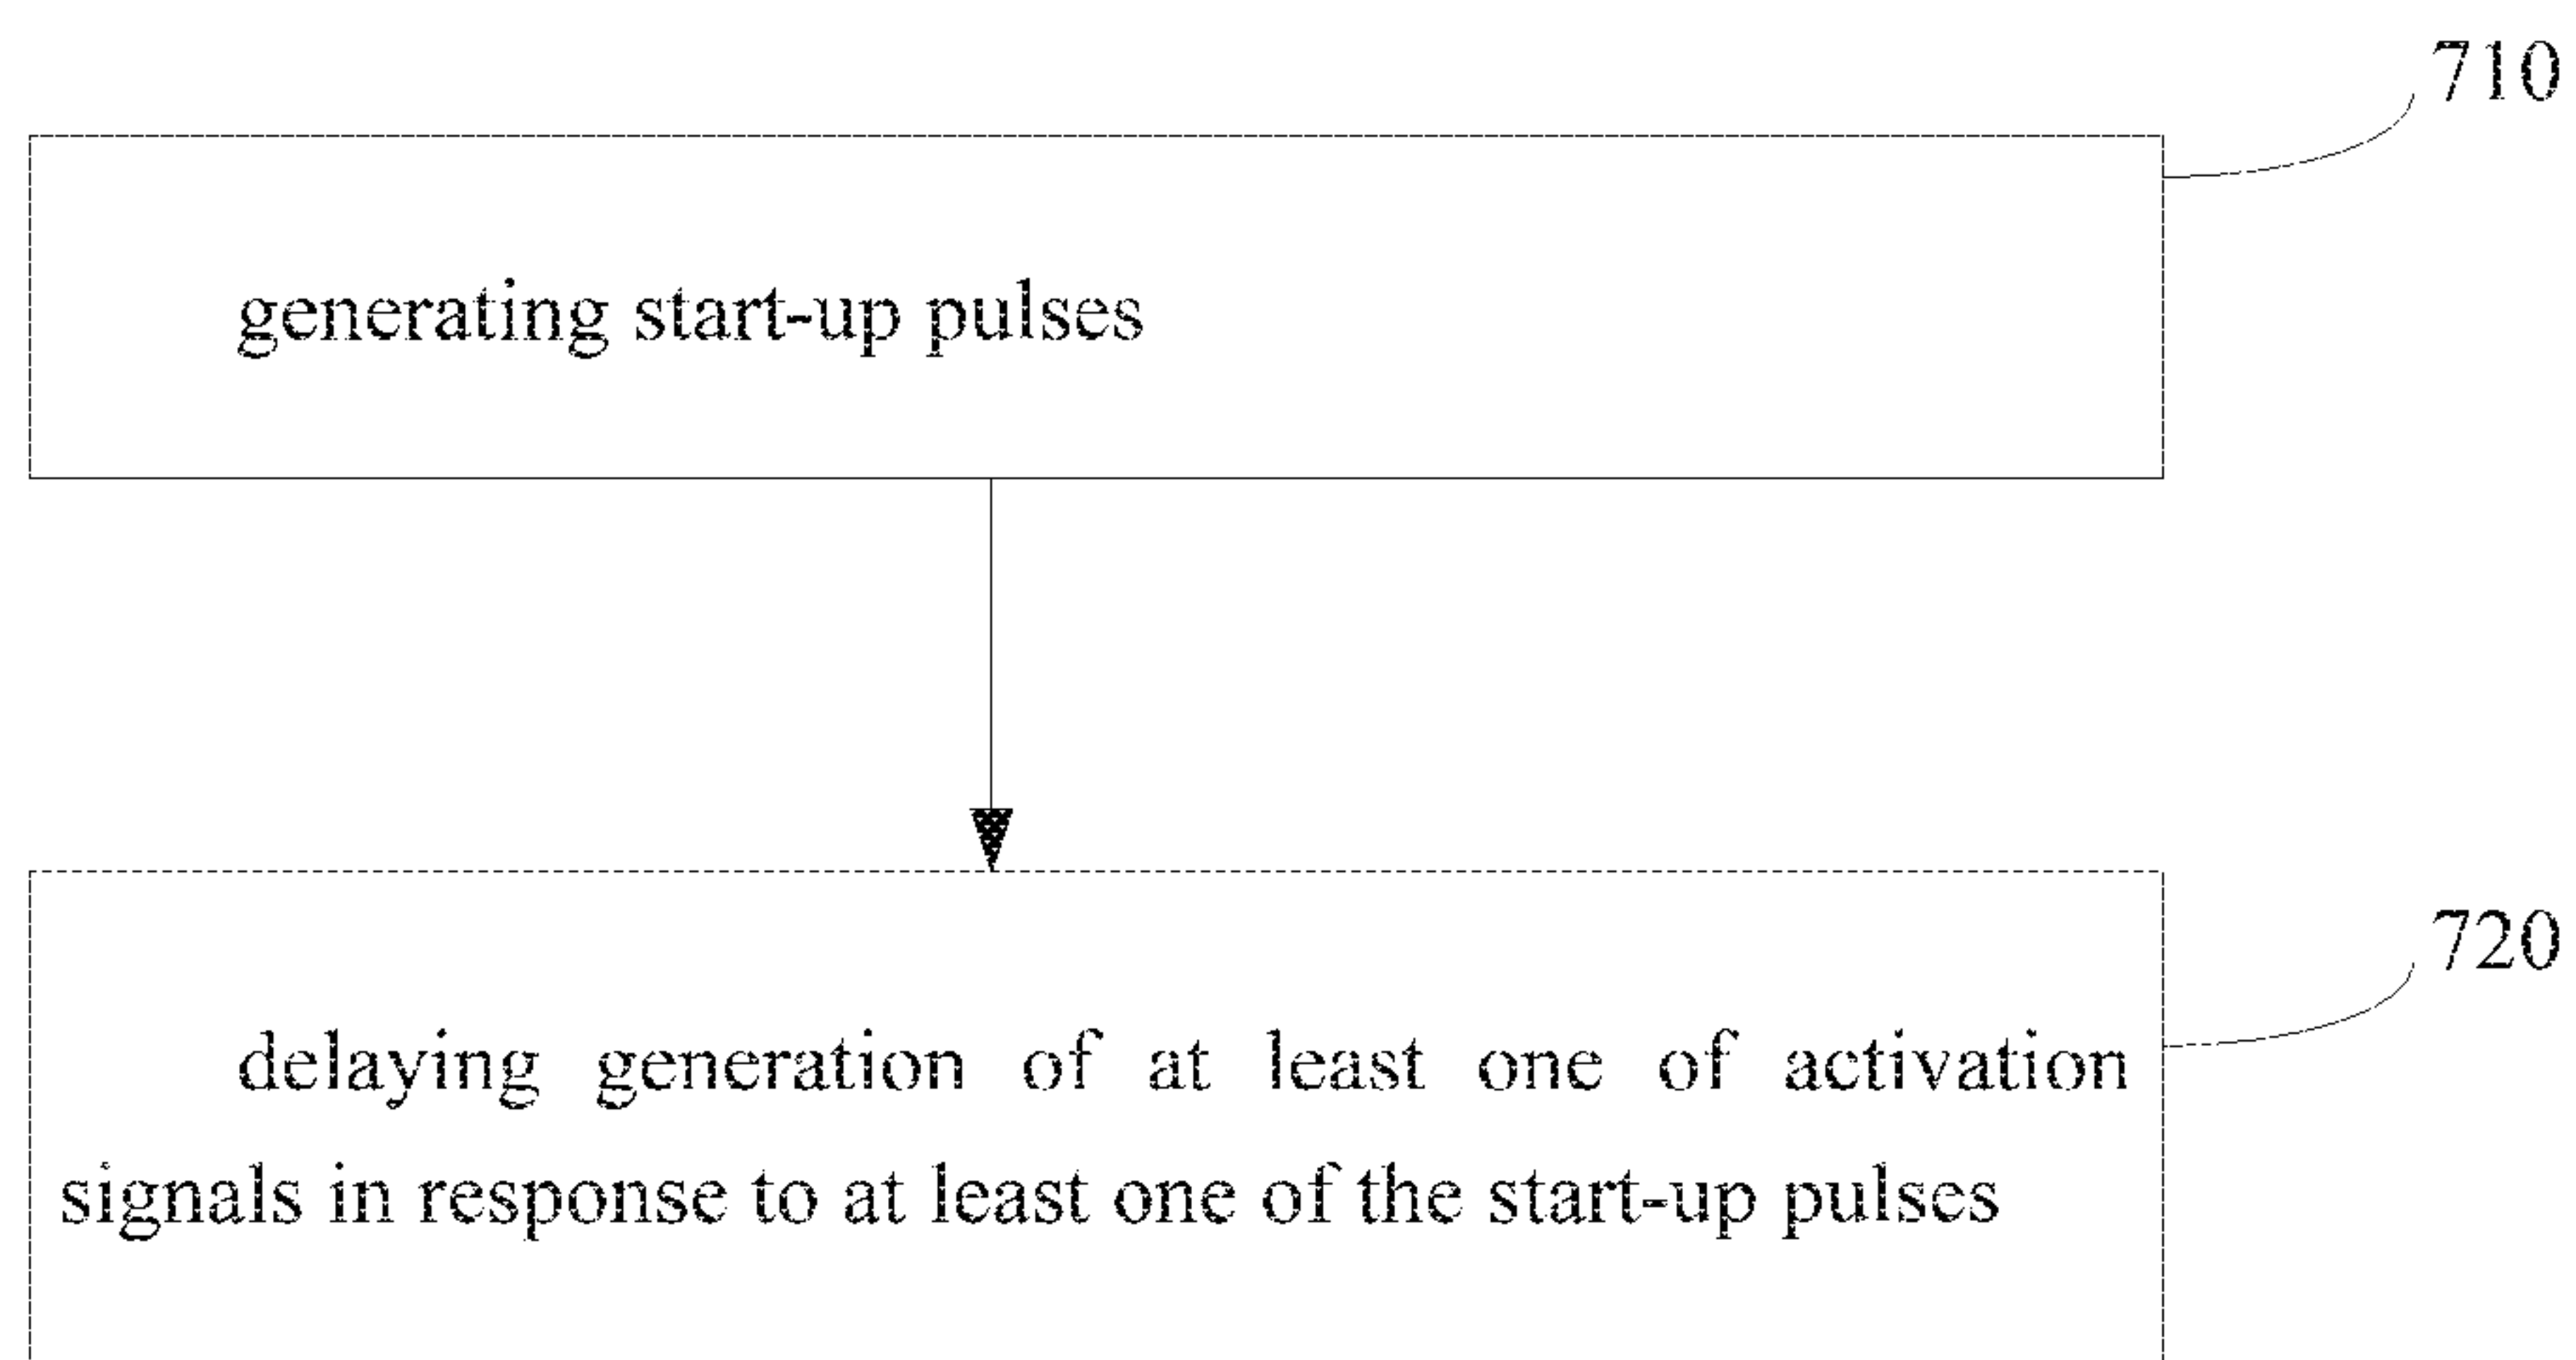 710
generating start-up pulses
720
delaying generation of at least one of activation
signals in response to at least one of the start-up pulses